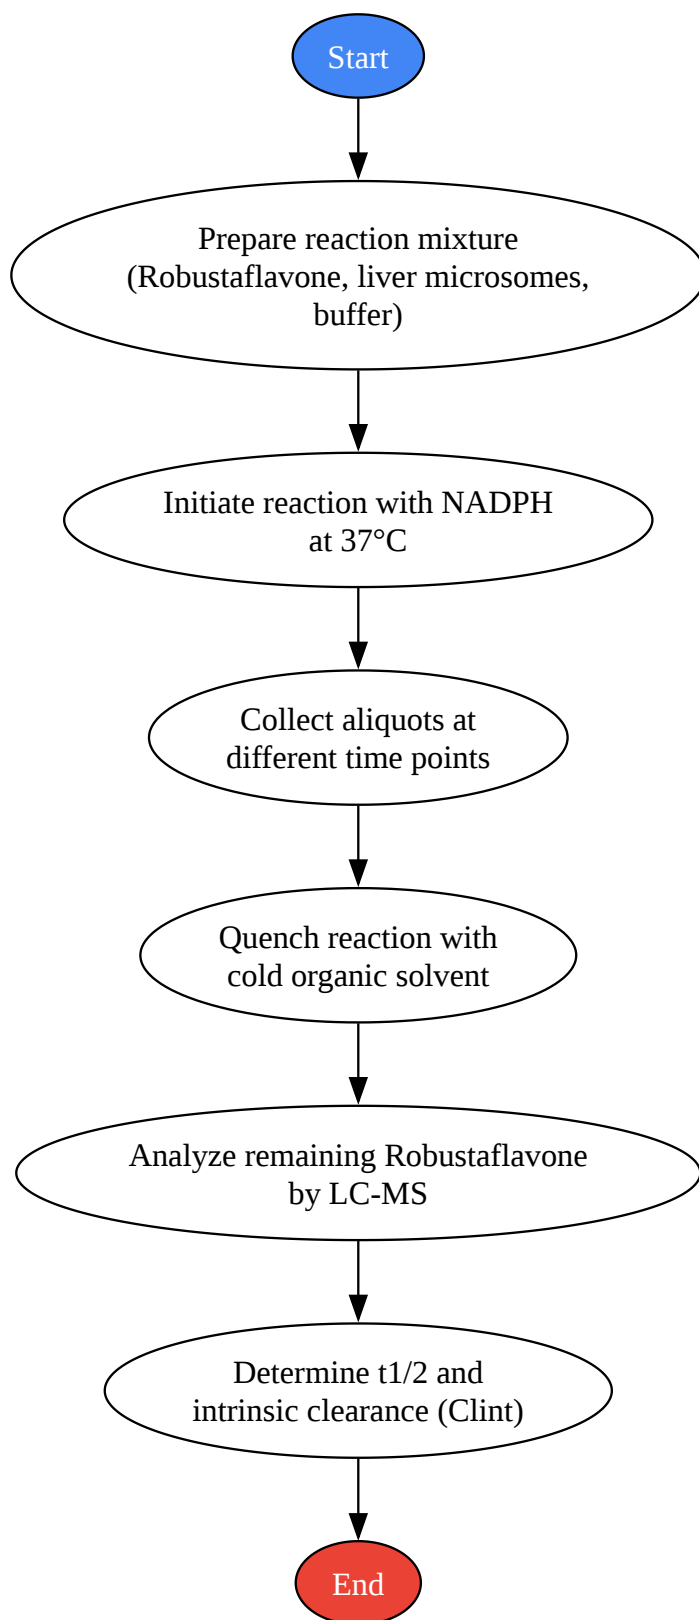 Start
Prepare reaction mixture
(Robustaflavone, liver microsomes,
buffer)
Initiate reaction with NADPH
at 37°C
Collect aliquots at
different time points
Quench reaction with
cold organic solvent
Analyze remaining Robustaflavone
by LC-MS
Determine t1/2 and
intrinsic clearance (Clint)
End